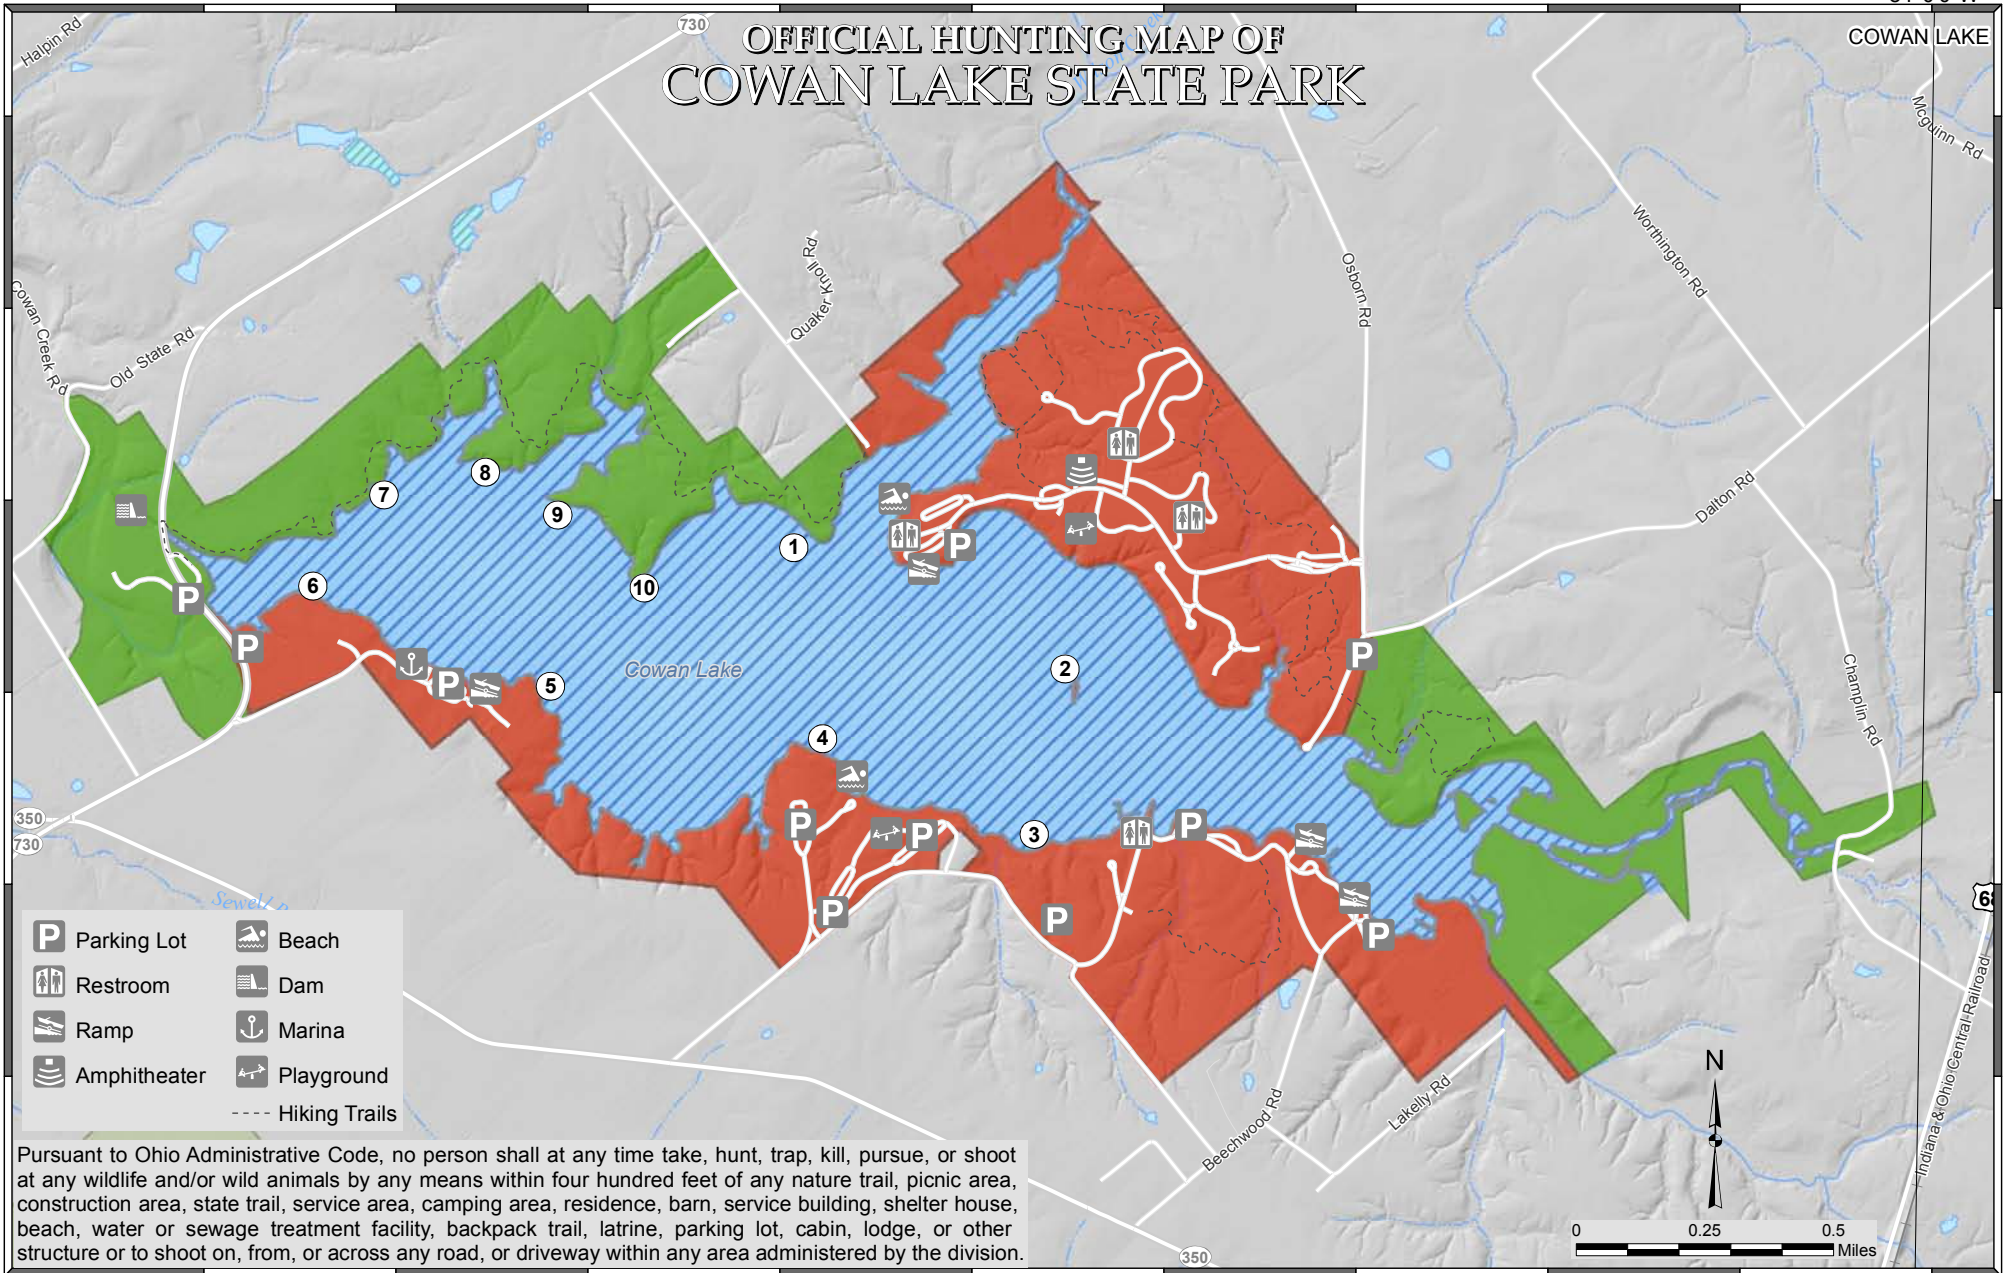 730
OFFICIAL HUNTING MAP OF
COWAN LAKE STATE PARK
COWAN LAKE
Halpin Rd
Mcguinn Rd
Worthington Rd
Osborn Rd
Quaker Knoll Rd
Cowan Creek Rd
Old State Rd
Dalton Rd
Champlin Rd
7
8
9
1
10
6
2
5
4
3
P
P
P
P
P
P
P
P
P
P
P
P
Cowan Lake
350
730
68
Indiana & Ohio Central Railroad
Beechwood Rd
Lakelly Rd
350
P Parking Lot
Restroom
Ramp
Amphitheater
Beach
Dam
Marina
Playground
Hiking Trails
N
0 0.25 0.5
Miles
Pursuant to Ohio Administrative Code, no person shall at any time take, hunt, trap, kill, pursue, or shoot
at any wildlife and/or wild animals by any means within four hundred feet of any nature trail, picnic area,
construction area, state trail, service area, camping area, residence, barn, service building, shelter house,
beach, water or sewage treatment facility, backpack trail, latrine, parking lot, cabin, lodge, or other
structure or to shoot on, from, or across any road, or driveway within any area administered by the division.